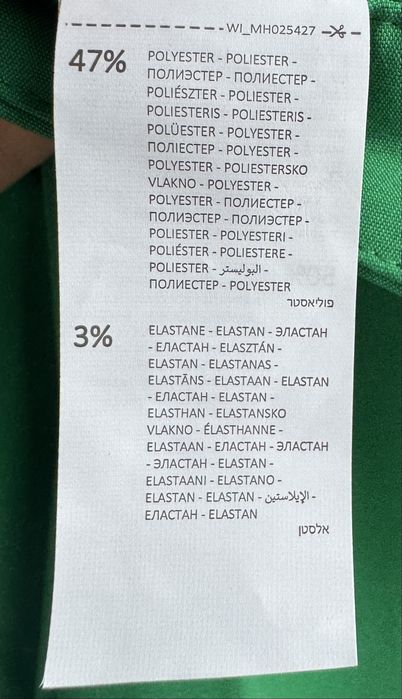 WI_MH025427
47%
POLYESTER - POLIESTER -
ПОЛИЭСТЕР - ПОЛИЕСТЕР -
POLIÉSZTER - POLIESTER -
POLIESTERIS - POLIESTERIS -
POLÜESTER - POLYESTER -
ПОЛІЕСТЕР - POLYESTER -
POLYESTER - POLIESTERSKO
VLAKNO - POLYESTER -
POLYESTER - ПОЛИЕСТЕР -
ПОЛИЭСТЕР - ПОЛИЭСТЕР -
POLIESTER - POLYESTERI -
POLIÉSTER - POLIESTERE -
POLIESTER - البوليستر -
ПОЛИЕСТЕР - POLYESTER
פוליאסטר
3%
ELASTANE - ELASTAN - ЭЛАСТАН
- ЕЛАСТАН - ELASZTÁN -
ELASTAN - ELASTANAS -
ELASTĀNS - ELASTAAN - ELASTAN
- ЕЛАСТАН - ELASTAN -
ELASTHAN - ELASTANSKO
VLAKNO - ÉLASTHANNE -
ELASTAAN - ЕЛАСТАН - ЭЛАСТАН
- ЭЛАСТАН - ELASTAN -
ELASTAANI - ELASTANO -
ELASTAN - ELASTAN - الإيلاستين -
ЕЛАСТАН - ELASTAN
אלסטן